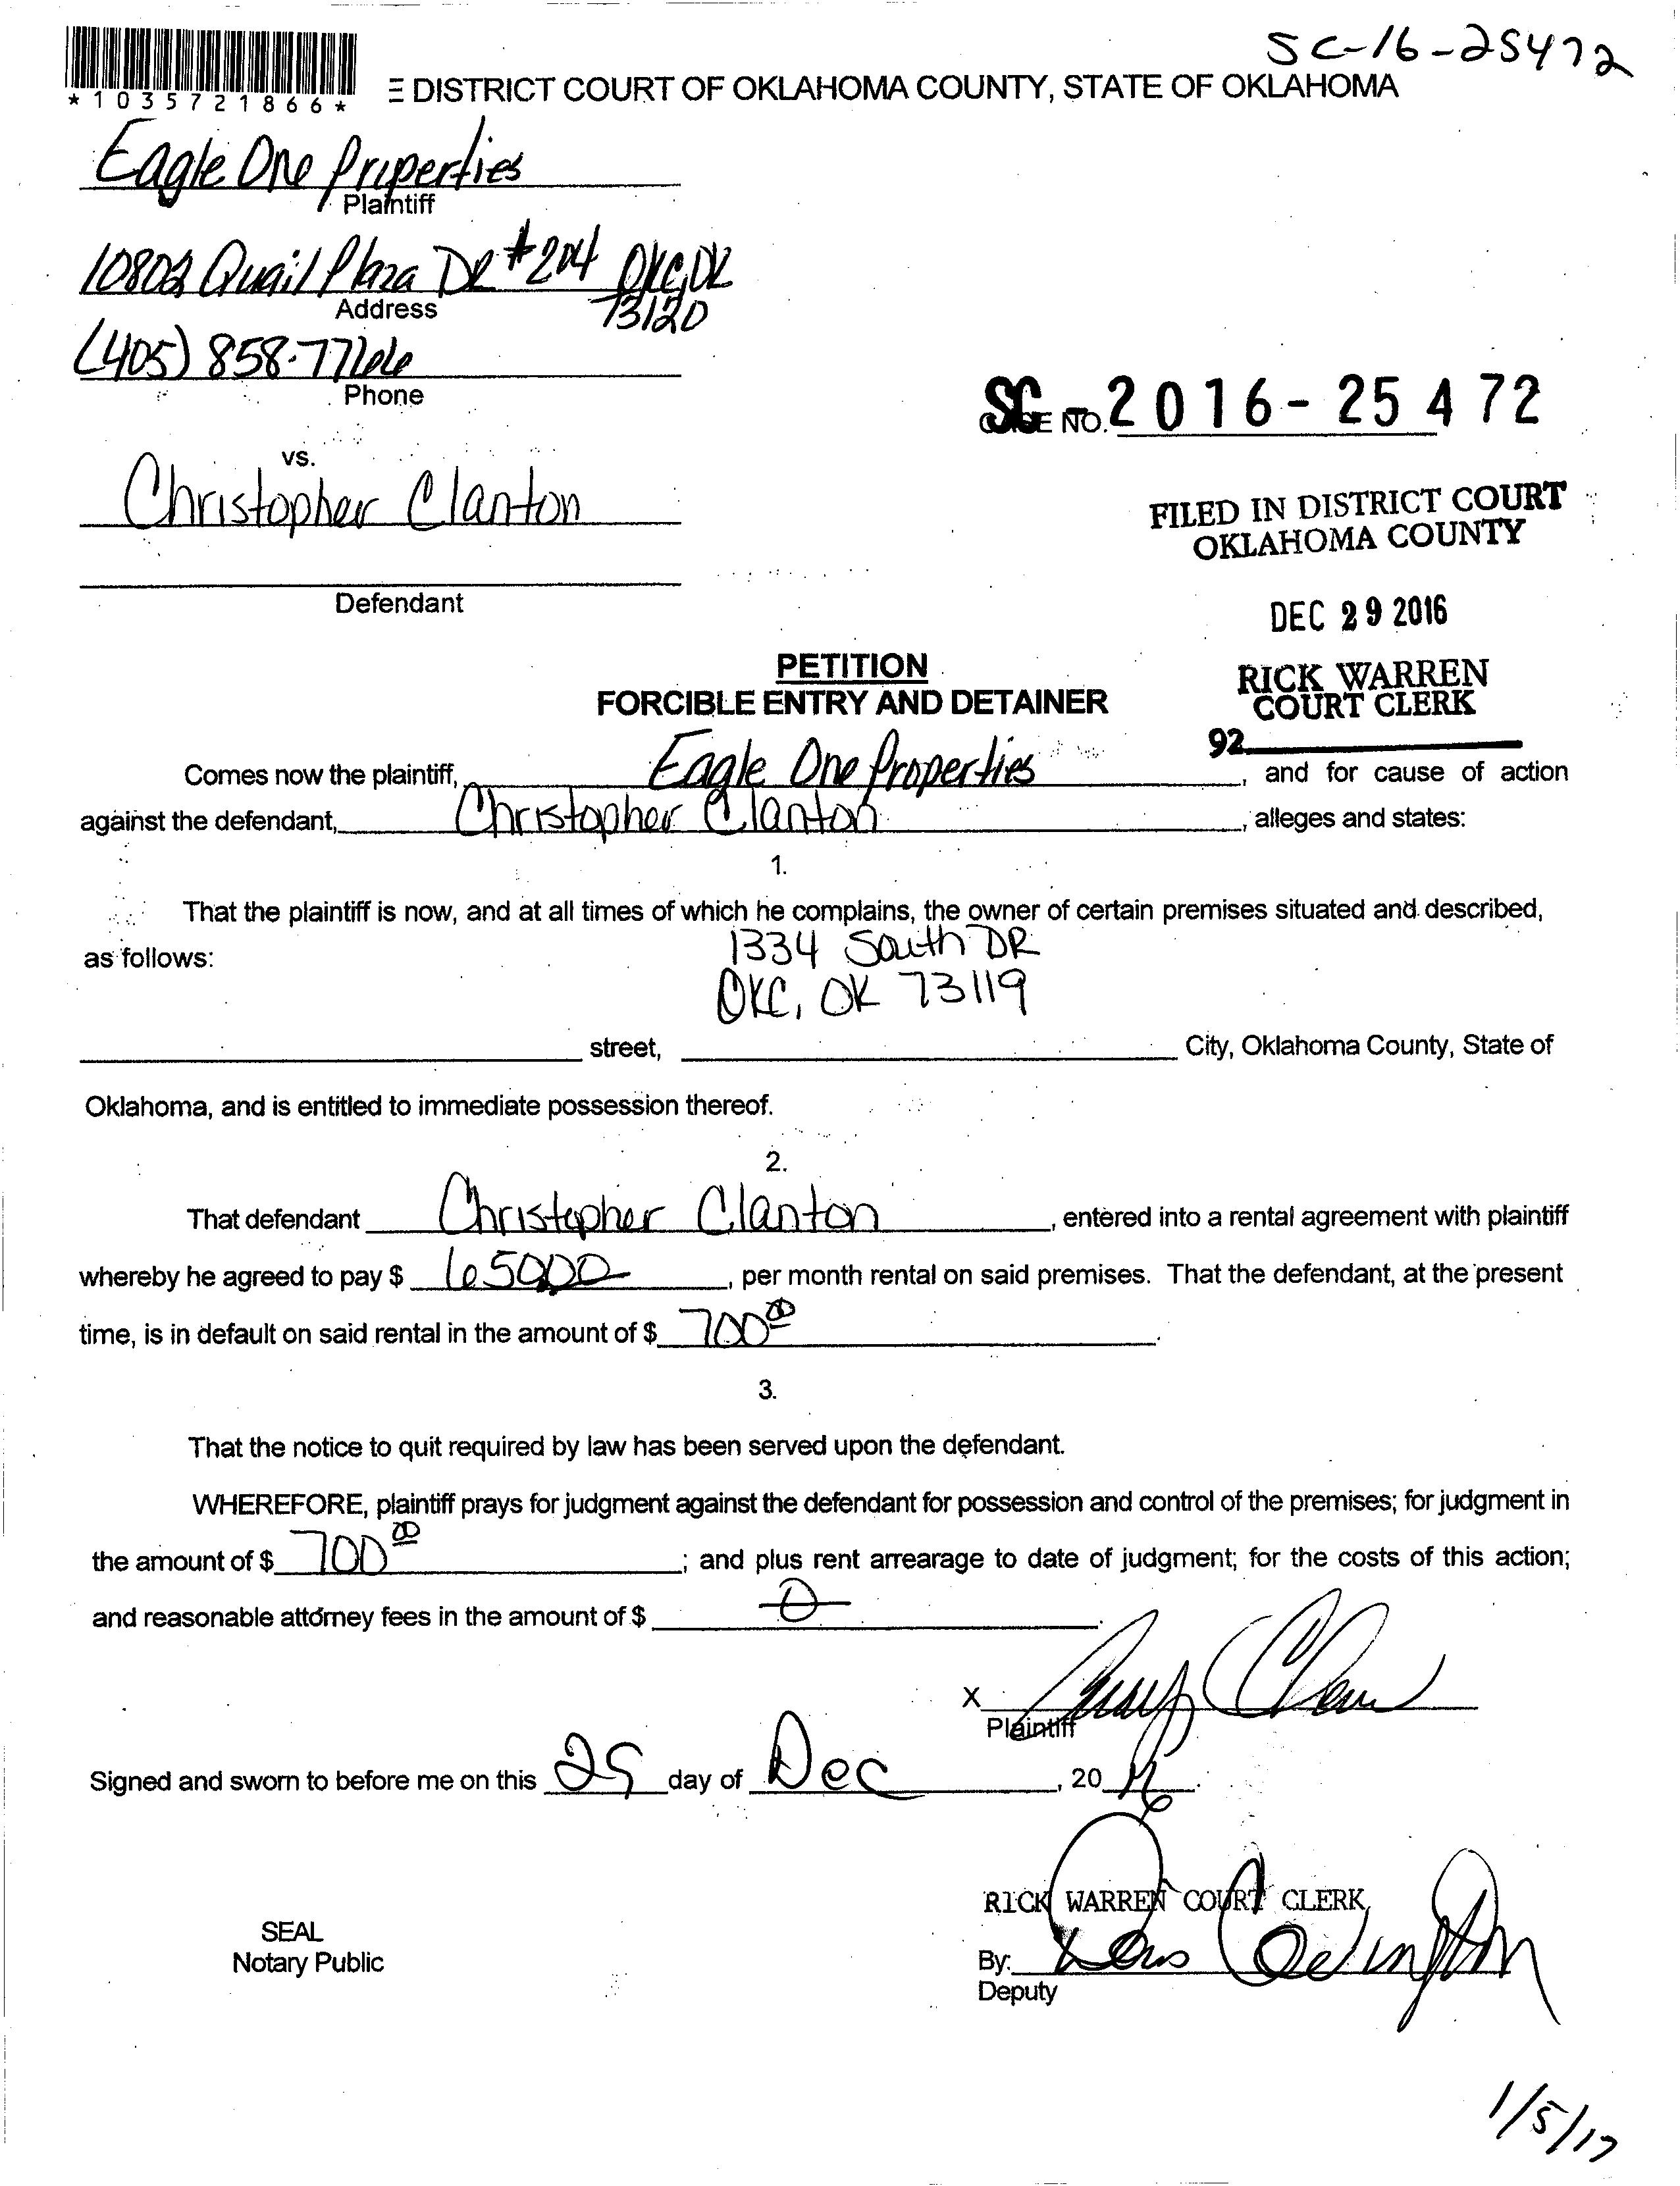 SC-16-25472
*1035721866*
E DISTRICT COURT OF OKLAHOMA COUNTY, STATE OF OKLAHOMA
Eagle One Properties
Plaintiff
10802 Quail Plaza DR #204 OKC, OK
73120
Address
(405) 858-7766
Phone
SC-2016-25472
NO.
vs.
Christopher Clanton
Defendant
FILED IN DISTRICT COURT
OKLAHOMA COUNTY
DEC 29 2016
RICK WARREN
COURT CLERK
92
PETITION
FORCIBLE ENTRY AND DETAINER
Comes now the plaintiff, Eagle One Properties, and for cause of action
against the defendant, Christopher Clanton, alleges and states:
1.
That the plaintiff is now, and at all times of which he complains, the owner of certain premises situated and described,
as follows:
1334 South DR
OKC, OK 73119
street, City, Oklahoma County, State of
Oklahoma, and is entitled to immediate possession thereof.
2.
That defendant Christopher Clanton, entered into a rental agreement with plaintiff
whereby he agreed to pay $ 65000, per month rental on said premises. That the defendant, at the present
time, is in default on said rental in the amount of $ 700 00.
3.
That the notice to quit required by law has been served upon the defendant.
WHEREFORE, plaintiff prays for judgment against the defendant for possession and control of the premises; for judgment in
the amount of $ 700 00; and plus rent arrearage to date of judgment; for the costs of this action;
and reasonable attorney fees in the amount of $ 0.
X
Plaintiff
Signed and sworn to before me on this 29 day of Dec, 2016.
RICK WARREN COURT CLERK
SEAL
Notary Public
By:
Deputy
1/5/17